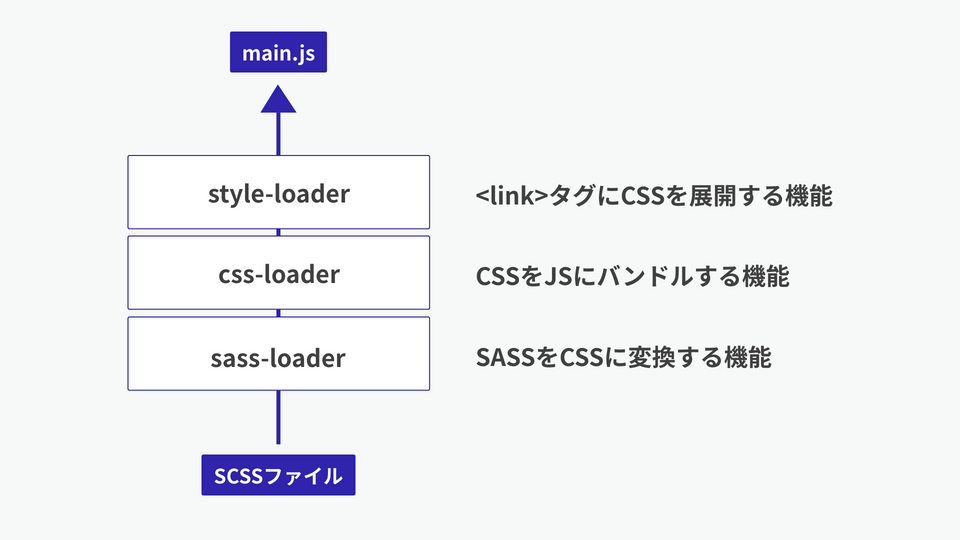 main.js
style-loader
<link>タグにCSSを展開する機能
css-loader
CSSをJSにバンドルする機能
sass-loader
SASSをCSSに変換する機能
SCSSファイル